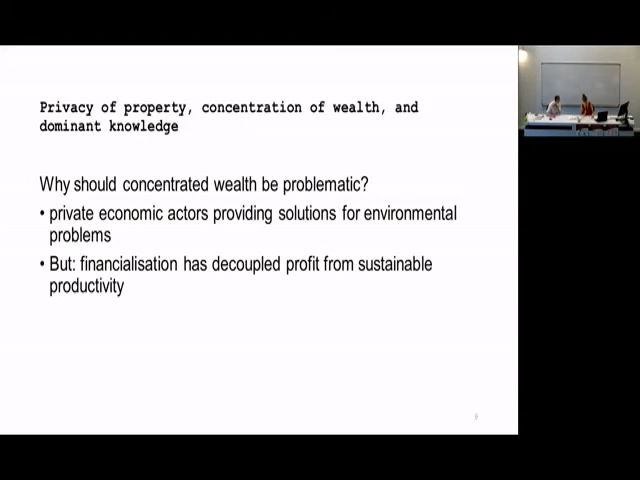 Privacy of property, concentration of wealth, and
dominant knowledge
Why should concentrated wealth be problematic?
• private economic actors providing solutions for environmental
problems
• But: financialisation has decoupled profit from sustainable
productivity
9